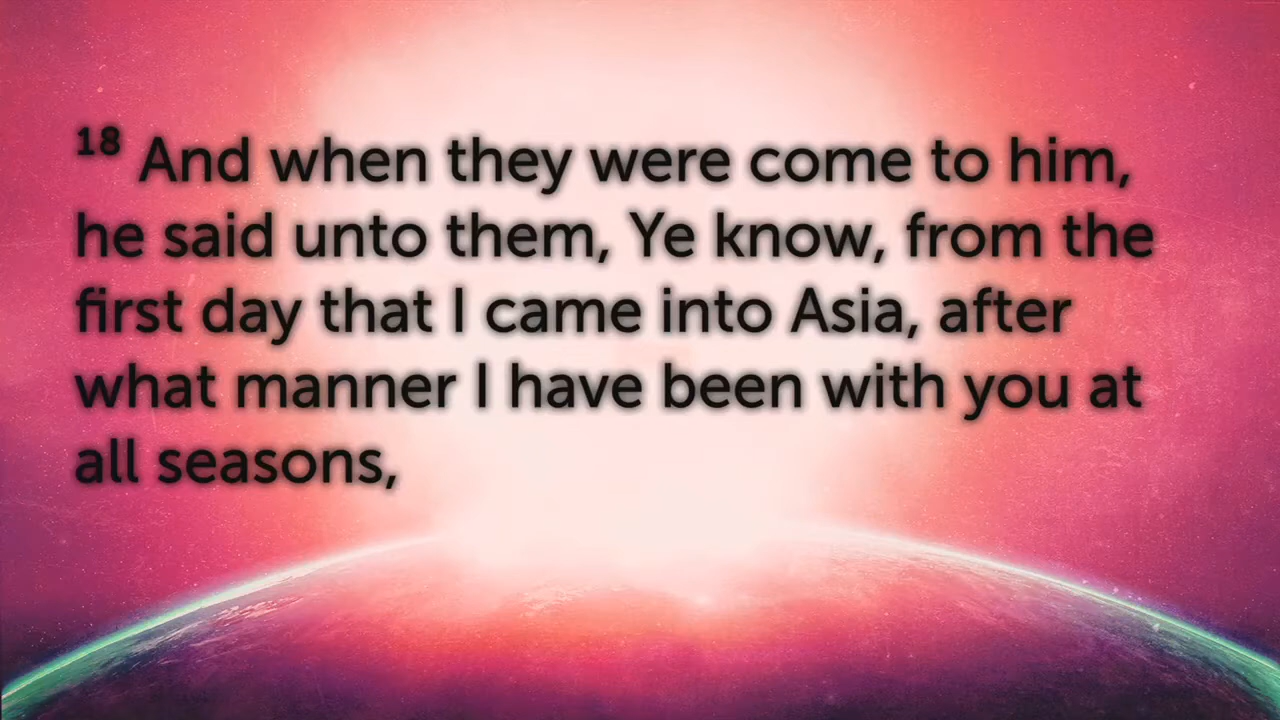 18 And when they were come to him,
he said unto them, Ye know, from the
first day that I came into Asia, after
what manner I have been with you at
all seasons,